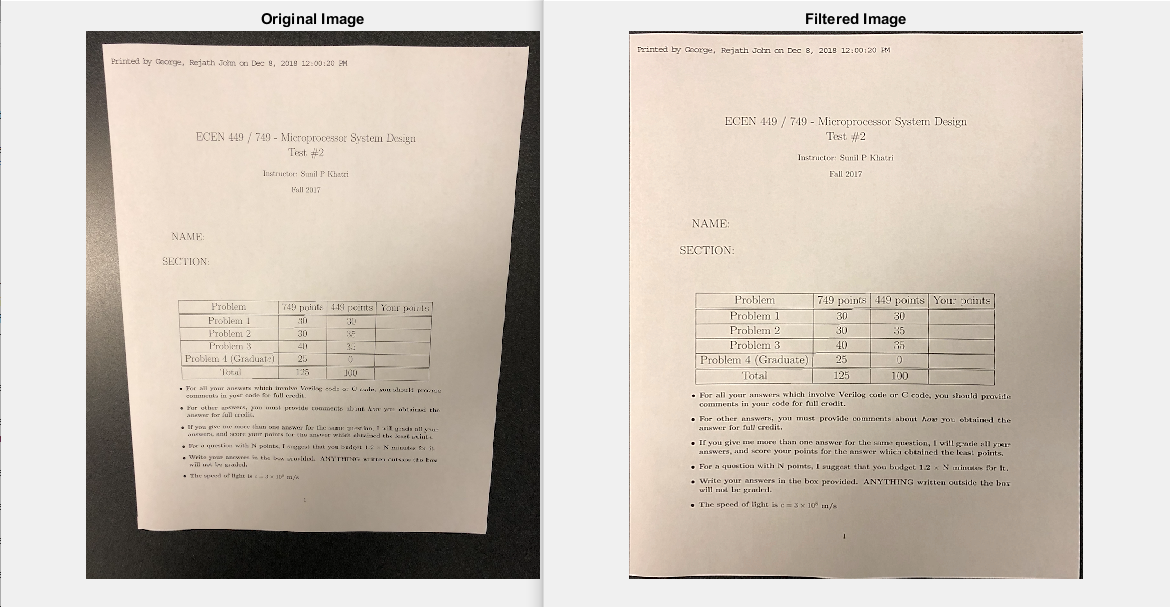 Original Image
Printed by George, Rejath John on Dec 8, 2018 12:00:20 PM
ECEN 449 / 749 - Microprocessor System Design
Test #2
Instructor: Sunil P Khatri
Fall 2017
NAME:
SECTION:
Problem 749 points 449 points Your points
Problem 1 30 30
Problem 2 30 35
Problem 3 40 35
Problem 4 (Graduate) 25 0
Total 125 100
• For all your answers which involve Verilog code or C code, you should provide
comments in your code for full credit.
• For other answers, you must provide comments about how you obtained the
answer for full credit.
• If you give me more than one answer for the same question, I will grade all your
answers, and score your points for the answer which obtained the least points.
• For a question with N points, I suggest that you budget 1.2 × N minutes for it.
• Write your answers in the box provided. ANYTHING written outside the box
will not be graded.
• The speed of light is c = 3 × 10⁸ m/s
1
Filtered Image
Printed by George, Rejath John on Dec 8, 2018 12:00:20 PM
ECEN 449 / 749 - Microprocessor System Design
Test #2
Instructor: Sunil P Khatri
Fall 2017
NAME:
SECTION:
Problem 749 points 449 points Your points
Problem 1 30 30
Problem 2 30 35
Problem 3 40 35
Problem 4 (Graduate) 25 0
Total 125 100
• For all your answers which involve Verilog code or C code, you should provide
comments in your code for full credit.
• For other answers, you must provide comments about how you obtained the
answer for full credit.
• If you give me more than one answer for the same question, I will grade all your
answers, and score your points for the answer which obtained the least points.
• For a question with N points, I suggest that you budget 1.2 × N minutes for it.
• Write your answers in the box provided. ANYTHING written outside the box
will not be graded.
• The speed of light is c = 3 × 10⁸ m/s
1